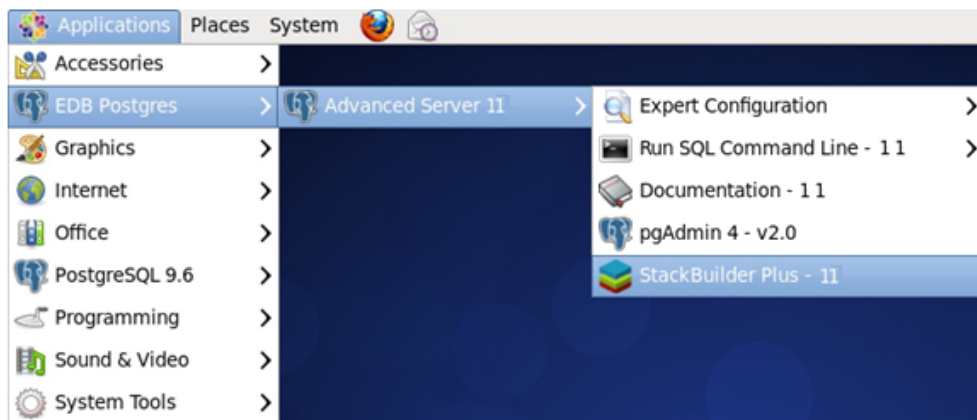 Applications Places System
Accessories
EDB Postgres
Graphics
Internet
Office
PostgreSQL 9.6
Programming
Sound & Video
System Tools
Advanced Server 11
Expert Configuration
Run SQL Command Line - 11
Documentation - 11
pgAdmin 4 - v2.0
StackBuilder Plus - 11